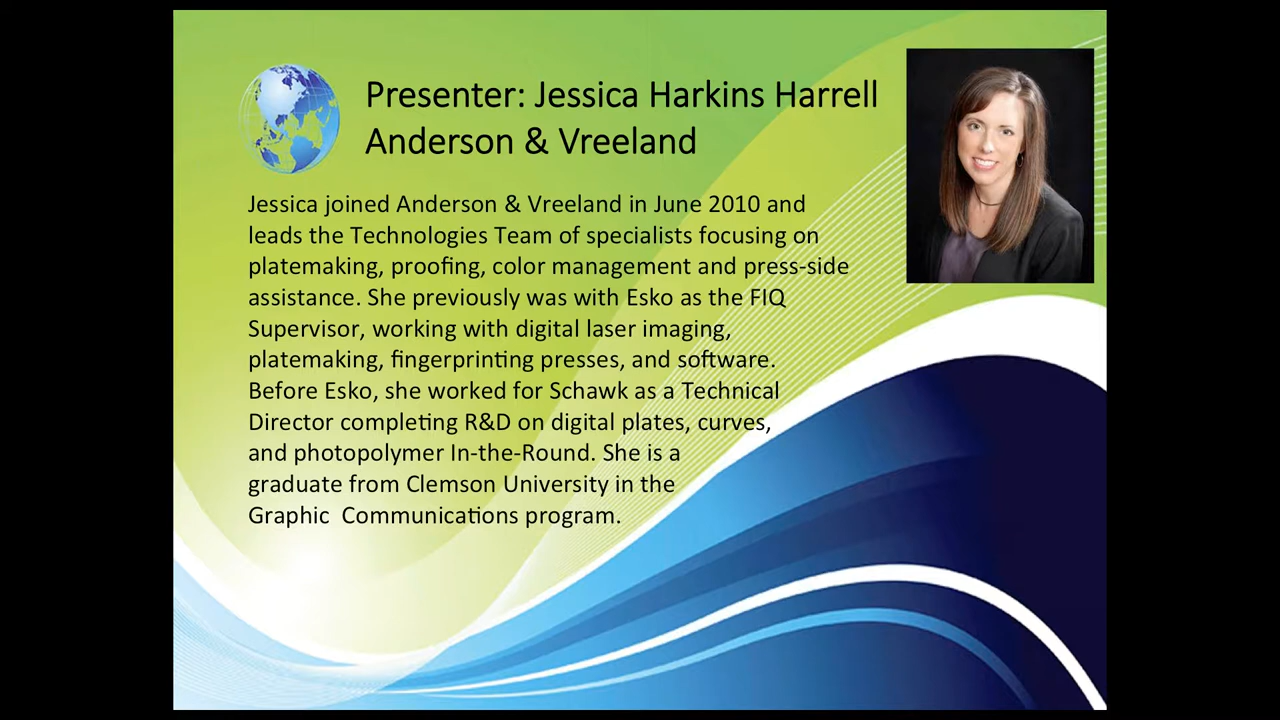 Presenter: Jessica Harkins Harrell
Anderson & Vreeland
Jessica joined Anderson & Vreeland in June 2010 and
leads the Technologies Team of specialists focusing on
platemaking, proofing, color management and press-side
assistance. She previously was with Esko as the FIQ
Supervisor, working with digital laser imaging,
platemaking, fingerprinting presses, and software.
Before Esko, she worked for Schawk as a Technical
Director completing R&D on digital plates, curves,
and photopolymer In-the-Round. She is a
graduate from Clemson University in the
Graphic  Communications program.